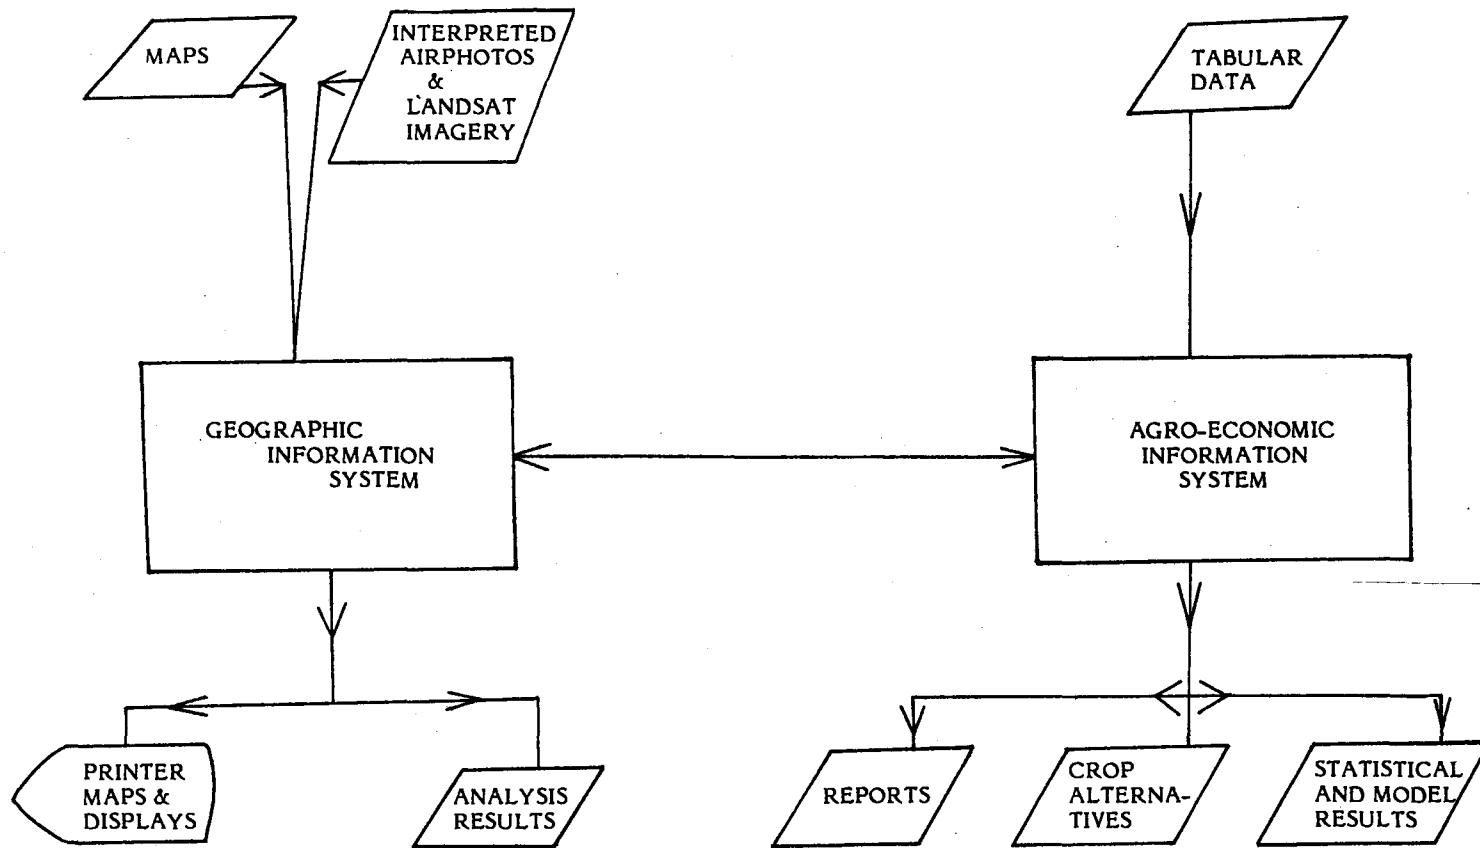 MAPS
INTERPRETED
AIRPHOTOS
&
LANDSAT
IMAGERY
TABULAR
DATA
GEOGRAPHIC
INFORMATION
SYSTEM
AGRO-ECONOMIC
INFORMATION
SYSTEM
PRINTER
MAPS &
DISPLAYS
ANALYSIS
RESULTS
REPORTS
CROP
ALTERNA-
TIVES
STATISTICAL
AND MODEL
RESULTS